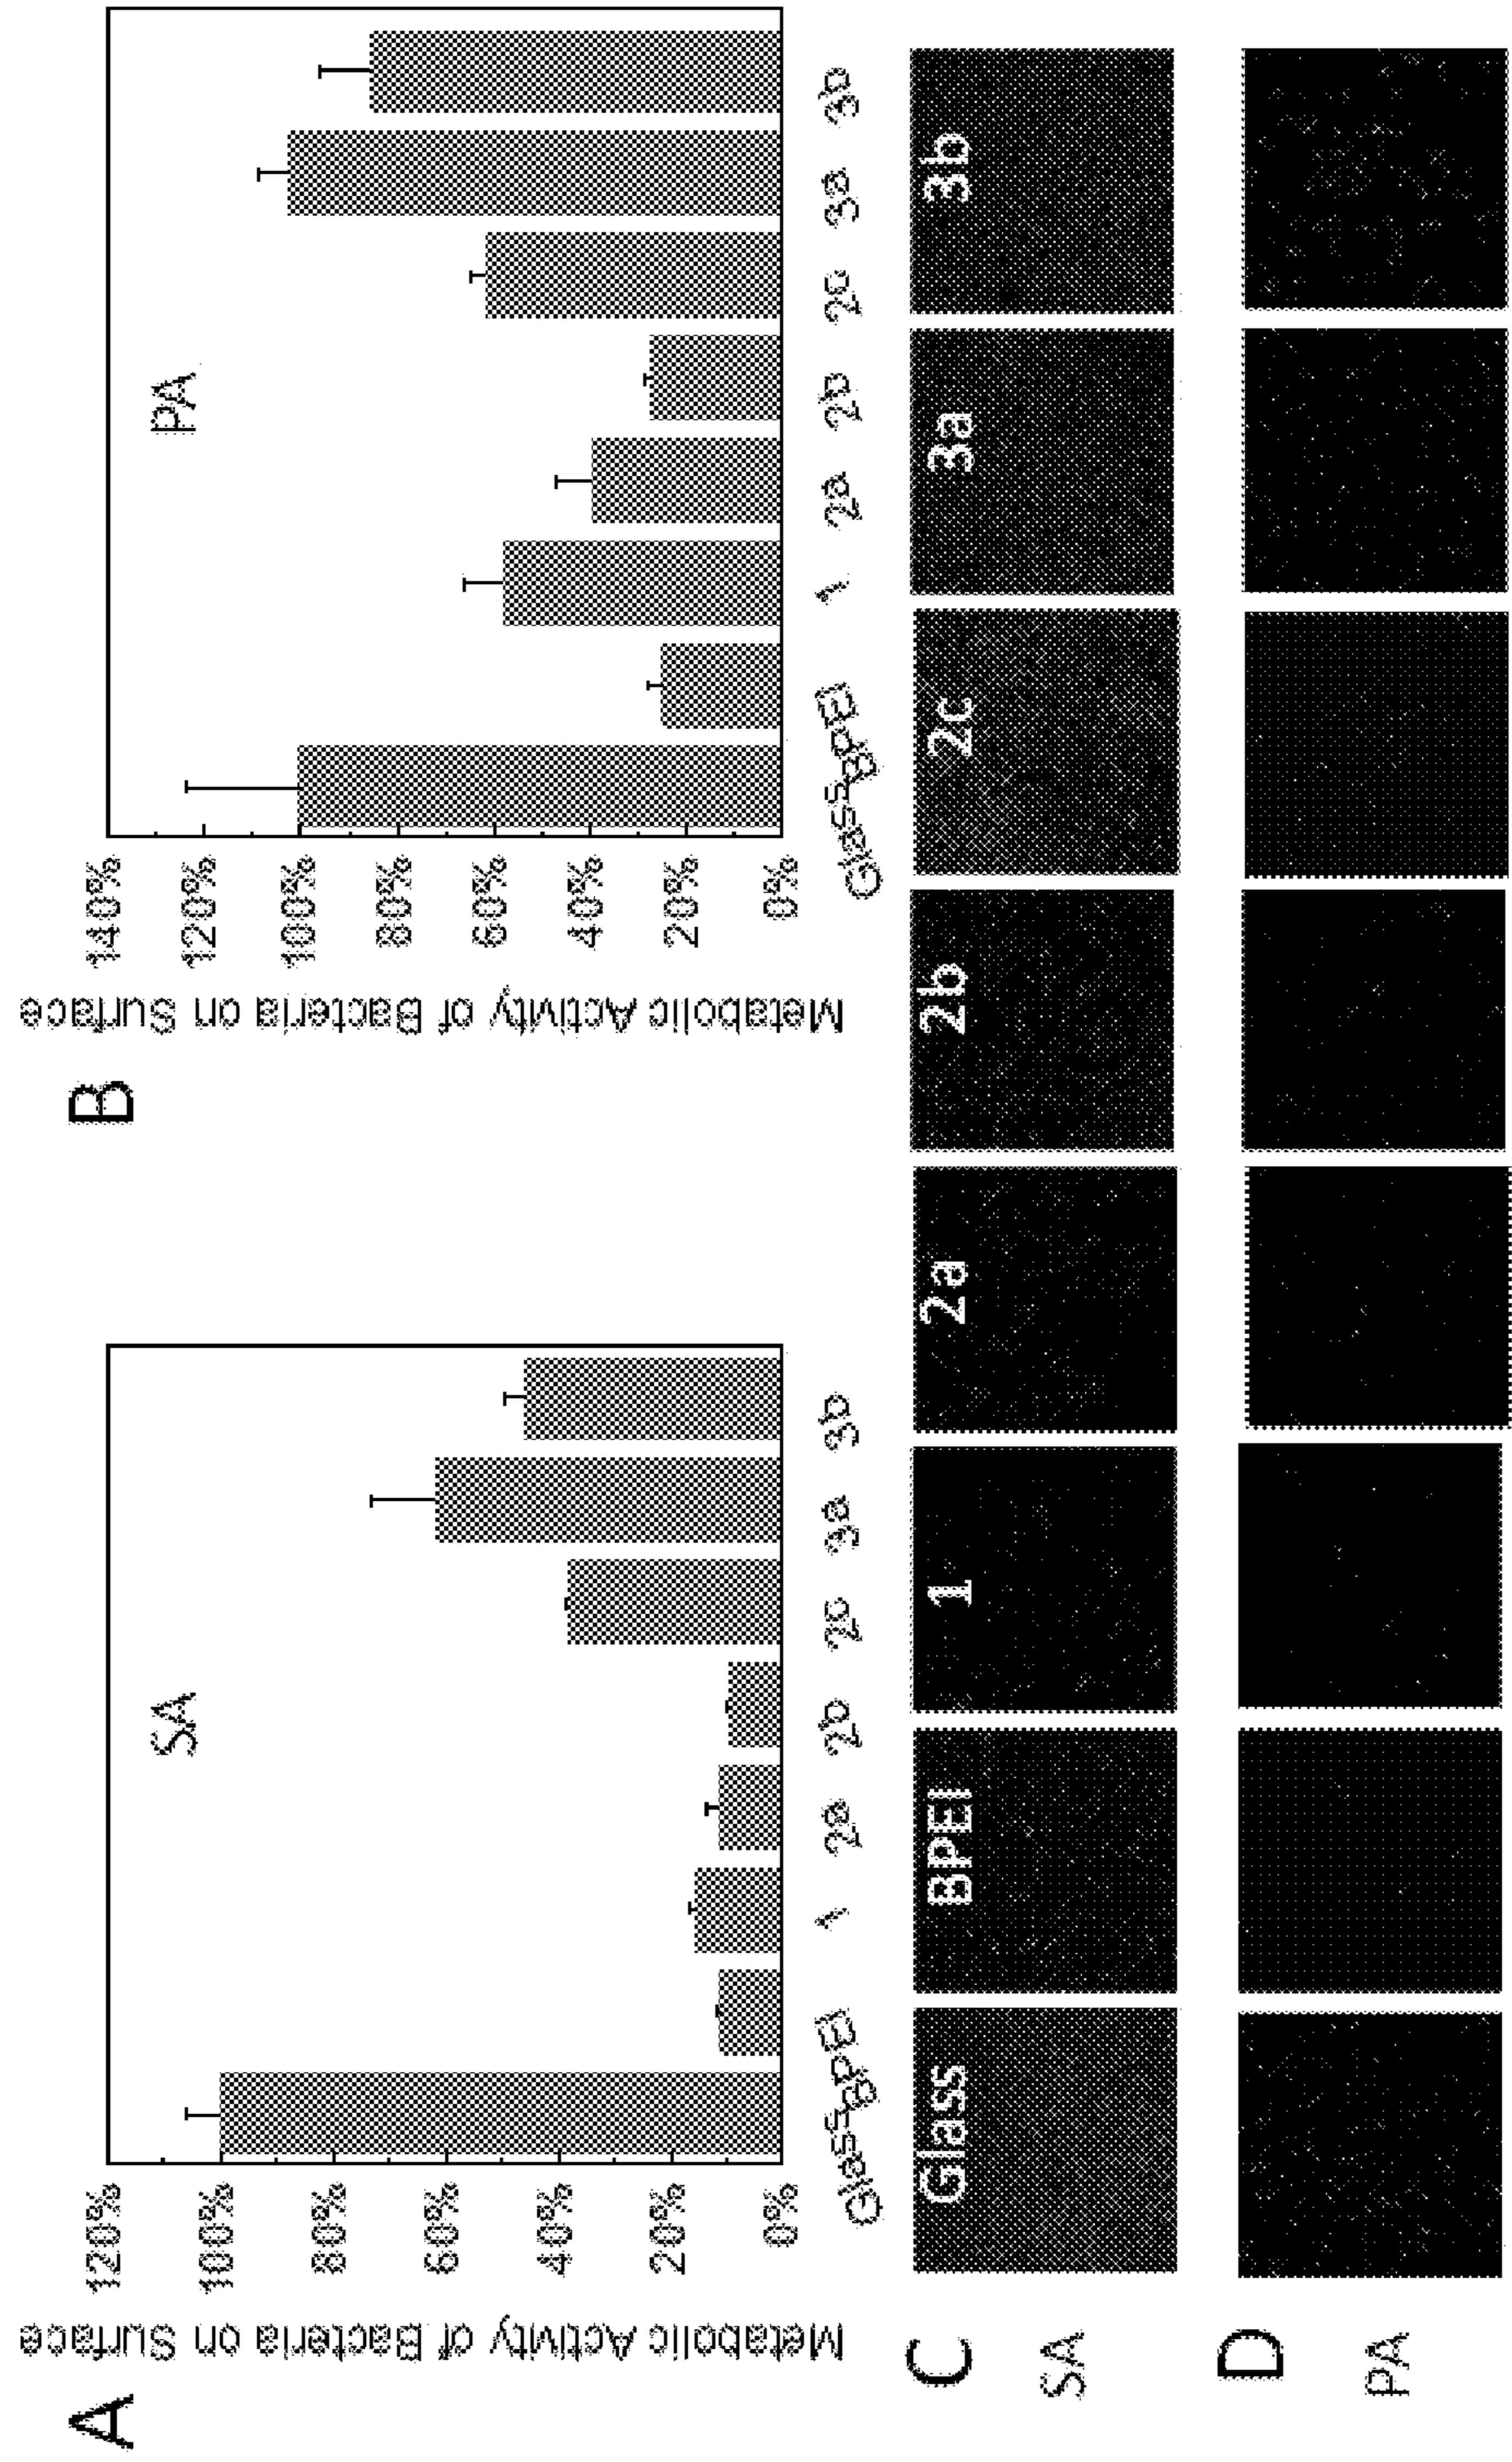 A
Metabolic Activity of Bacteria on Surface
120%
100%
80%
60%
40%
20%
0%
SA
Glass BPEI 1 2a 2b 2c 3a 3b
B
Metabolic Activity of Bacteria on Surface
140%
120%
100%
80%
60%
40%
20%
0%
PA
Glass BPEI 1 2a 2b 2c 3a 3b
C
SA
Glass BPEI 1 2a 2b 2c 3a 3b
D
PA